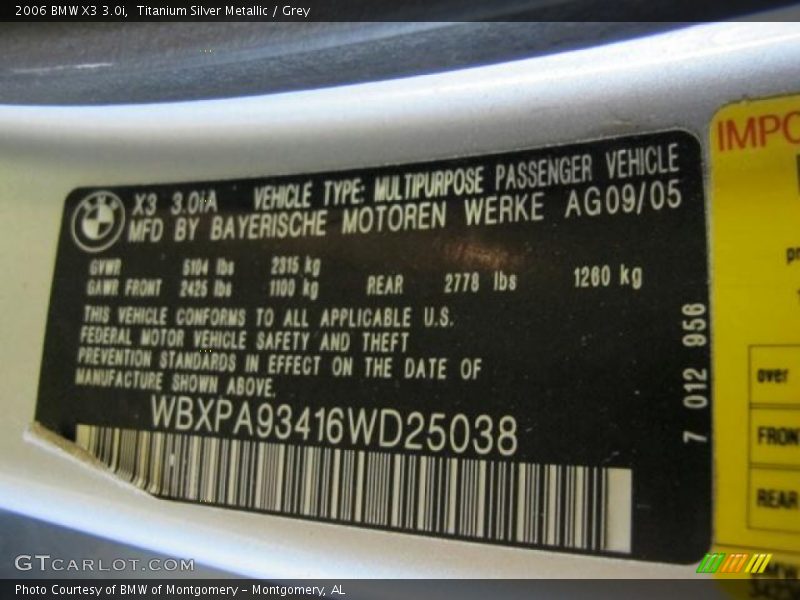 2006 BMW X3 3.0i,  Titanium Silver Metallic / Grey
IMPO
X3 3.0iA VEHICLE TYPE: MULTIPURPOSE PASSENGER VEHICLE
MFD BY BAYERISCHE MOTOREN WERKE AG 09/05
GVWR 5104 lbs 2315 kg
GAWR FRONT 2425 lbs 1100 kg REAR 2778 lbs 1260 kg
THIS VEHICLE CONFORMS TO ALL APPLICABLE U.S.
FEDERAL MOTOR VEHICLE SAFETY AND THEFT
PREVENTION STANDARDS IN EFFECT ON THE DATE OF
MANUFACTURE SHOWN ABOVE.
WBXPA93416WD25038
7 012 956
over
FRON
REAR
GTCARLOT.COM
Photo Courtesy of BMW of Montgomery – Montgomery, AL